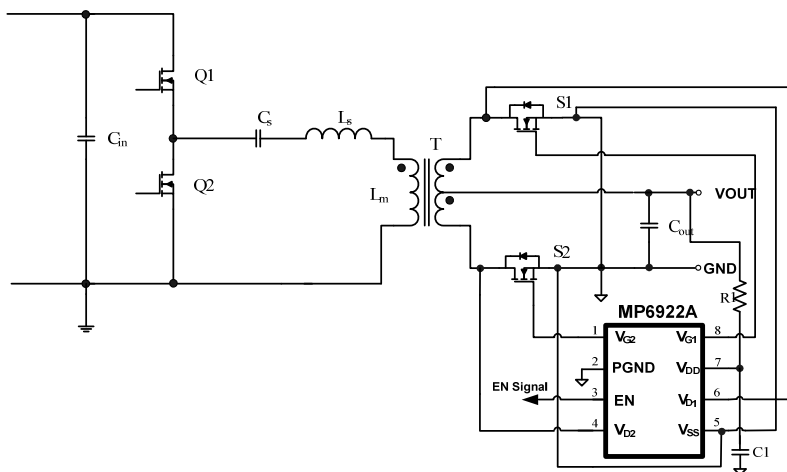 Q1
S1
Cs
Ls
T
Cin
Q2
Lm
VOUT
Cout
S2
GND
R1
MP6922A
1 VG2 VG1 8
2 PGND VDD 7
EN Signal 3 EN VD1 6
4 VD2 VSS 5
C1